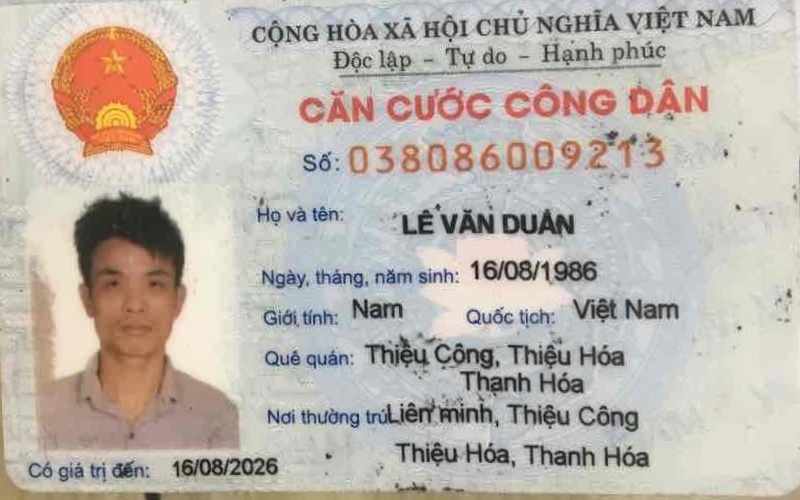 CỘNG HÒA XÃ HỘI CHỦ NGHĨA VIỆT NAM
Độc lập - Tự do - Hạnh phúc
CĂN CƯỚC CÔNG DÂN
Số: 038086009213
Họ và tên: LÊ VĂN DUÂN
Ngày, tháng, năm sinh: 16/08/1986
Giới tính: Nam Quốc tịch: Việt Nam
Quê quán: Thiệu Công, Thiệu Hóa
Thanh Hóa
Nơi thường trú: Liên minh, Thiệu Công
Thiệu Hóa, Thanh Hóa
Có giá trị đến: 16/08/2026